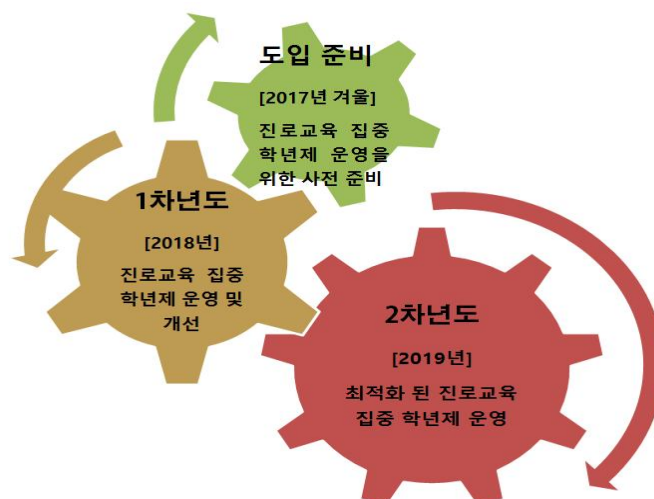 도입 준비
[2017년 겨울]
진로교육 집중
학년제 운영을
위한 사전 준비
1차년도
[2018년]
진로교육 집중
학년제 운영 및
개선
2차년도
[2019년]
최적화 된 진로교육
집중 학년제 운영